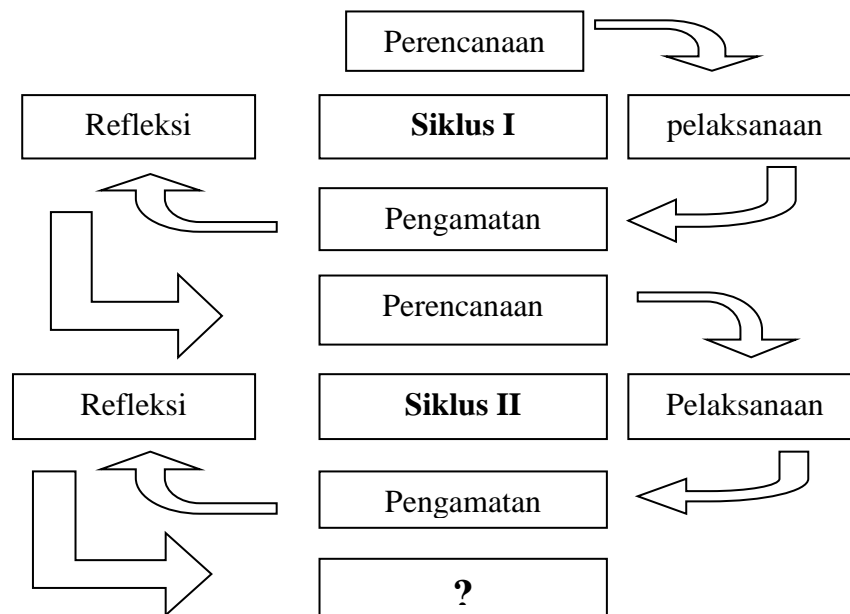 Perencanaan
Refleksi
Siklus I
pelaksanaan
Pengamatan
Perencanaan
Refleksi
Siklus II
Pelaksanaan
Pengamatan
?